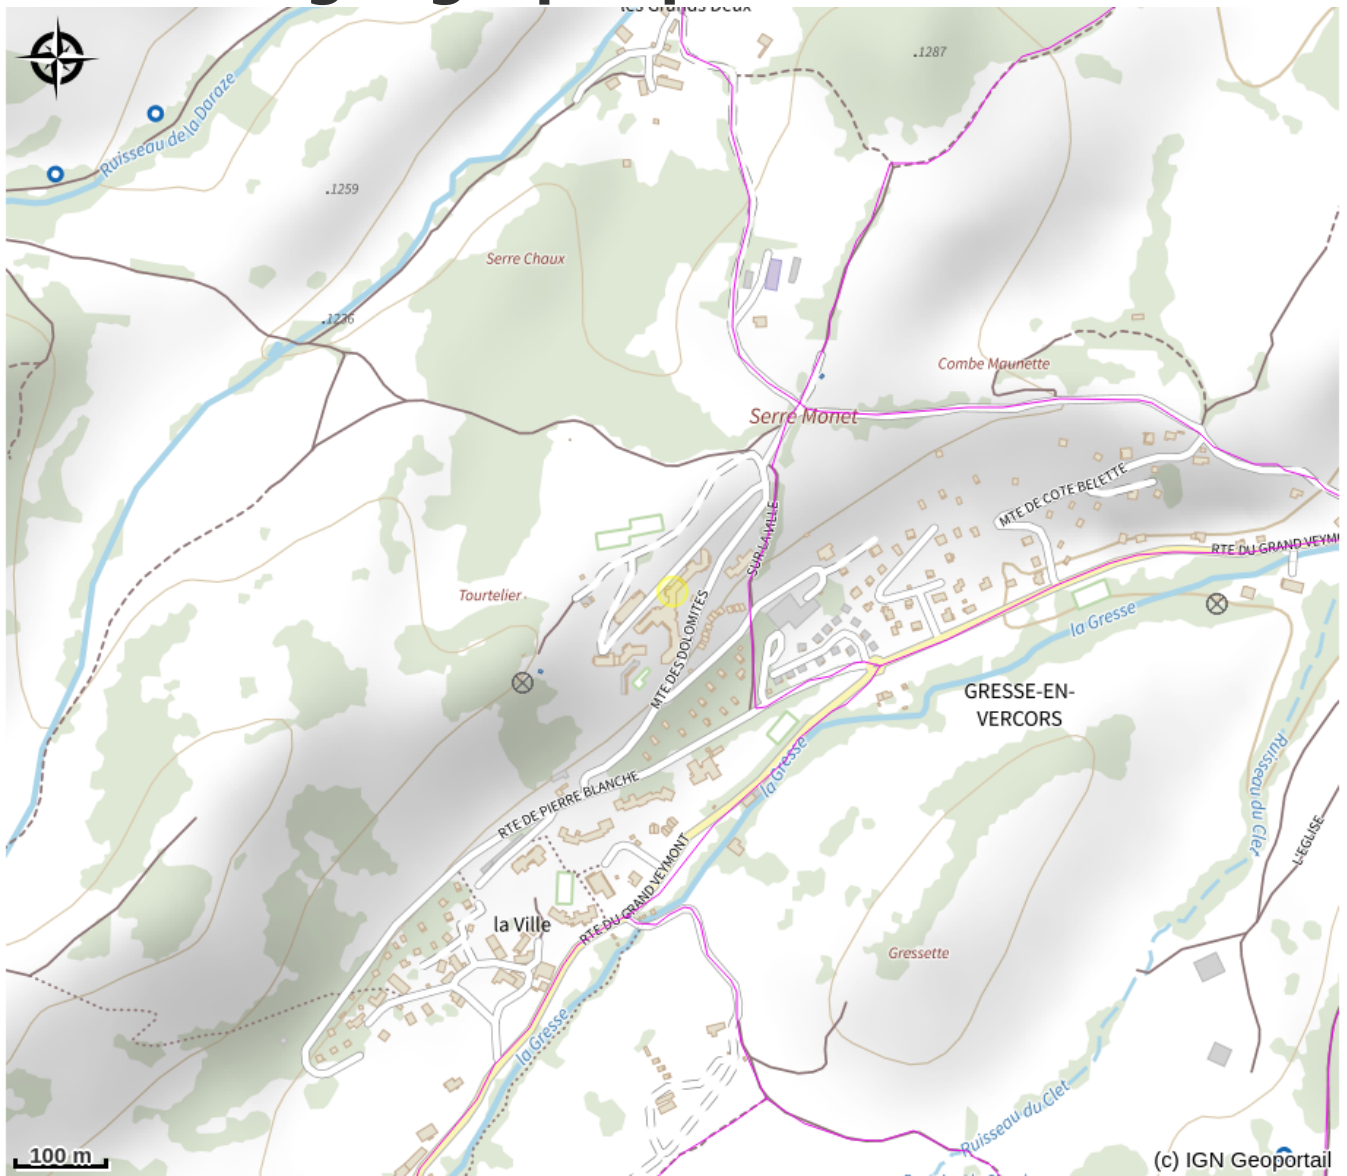 les Grands Deux
.1287
Ruisseau de la Daraze
.1259
Serre Chaux
.1236
Combe Maunette
Serre Monet
MTE DE COTE BELETTE
SUR LA VILLE
RTE DU GRAND VEYM
Tourtelier
MTE DES DOLOMITES
la Gresse
GRESSE-EN-
VERCORS
la Gresse
Ruisseau du Clet
RTE DE PIERRE BLANCHE
L'EGLISE
RTE DU GRAND VEYMONT
la Ville
Gressette
la Gresse
Ruisseau du Clet
100 m
(c) IGN Geoportail